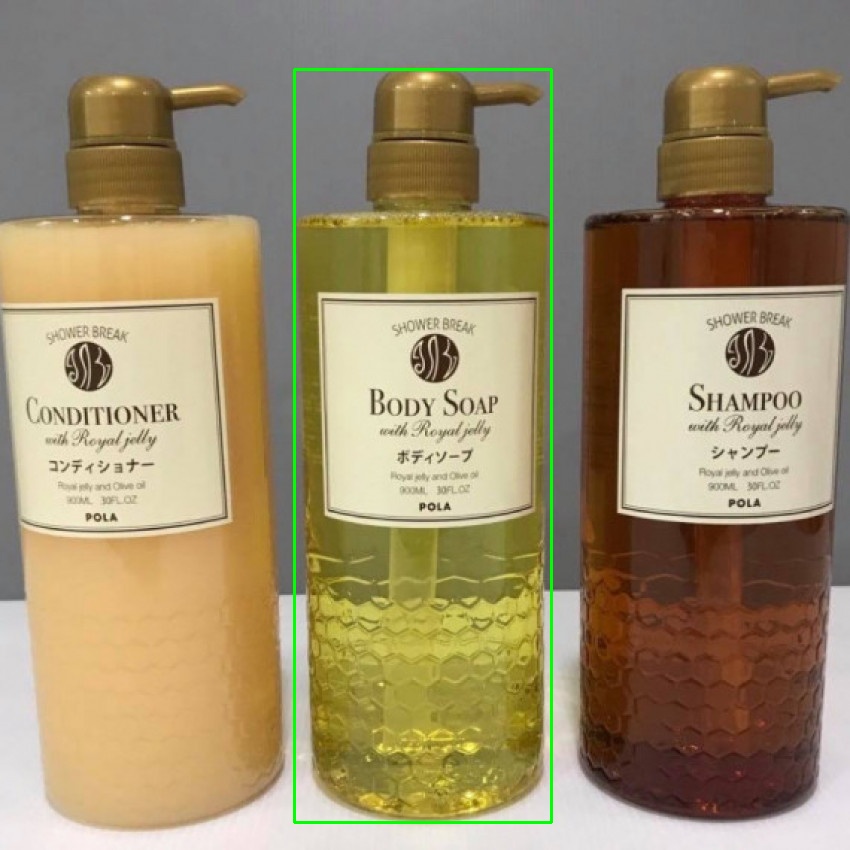 SHOWER BREAK
CONDITIONER
with Royal jelly
コンディショナー
Royal jelly and Olive oil
900ML 30FL.OZ
POLA
SHOWER BREAK
BODY SOAP
with Royal jelly
ボディソープ
Royal jelly and Olive oil
900ML 30FL.OZ
POLA
SHOWER BREAK
SHAMPOO
with Royal jelly
シャンプー
Royal jelly and Olive oil
900ML 30FL.OZ
POLA